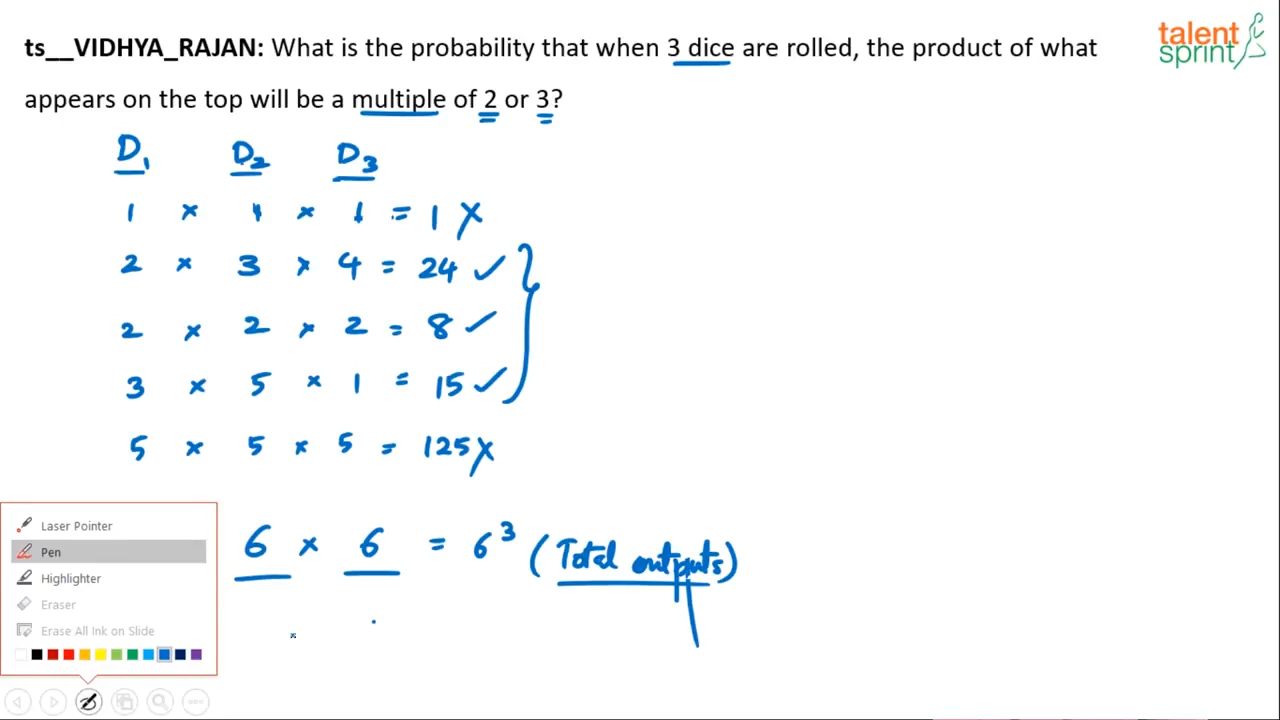 talent
sprint
ts__VIDHYA_RAJAN: What is the probability that when 3 dice are rolled, the product of what
appears on the top will be a multiple of 2 or 3?
D₁ D₂ D₃
1 × 1 × 1 = 1 ✗
2 × 3 × 4 = 24 ✓
2 × 2 × 2 = 8 ✓
3 × 5 × 1 = 15 ✓
5 × 5 × 5 = 125 ✗
6 × 6 = 6³ (Total outputs)
Laser Pointer
Pen
Highlighter
Eraser
Erase All Ink on Slide